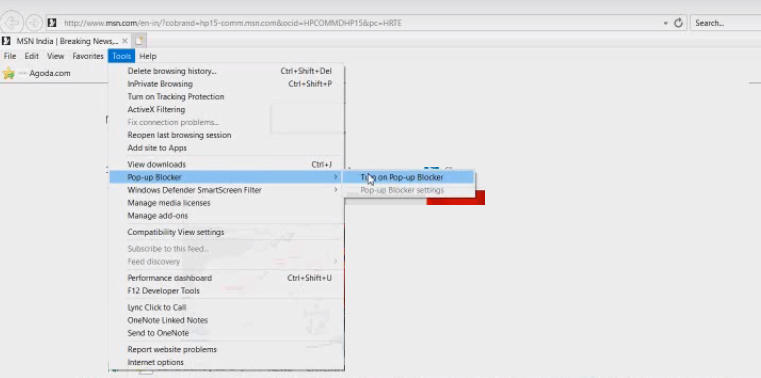 http://www.msn.com/en-in/?cobrand=hp15-comm.msn.com&ocid=HPCOMMDHP15&pc=HRTE
Search...
MSN India | Breaking News,...
File Edit View Favorites Tools Help
Agoda.com
Delete browsing history... Ctrl+Shift+Del
InPrivate Browsing Ctrl+Shift+P
Turn on Tracking Protection
ActiveX Filtering
Fix connection problems...
Reopen last browsing session
Add site to Apps
View downloads Ctrl+J
Pop-up Blocker
Turn on Pop-up Blocker
Windows Defender SmartScreen Filter
Pop-up Blocker settings
Manage media licenses
Manage add-ons
Compatibility View settings
Subscribe to this feed...
Feed discovery
Performance dashboard Ctrl+Shift+U
F12 Developer Tools
Lync Click to Call
OneNote Linked Notes
Send to OneNote
Report website problems
Internet options